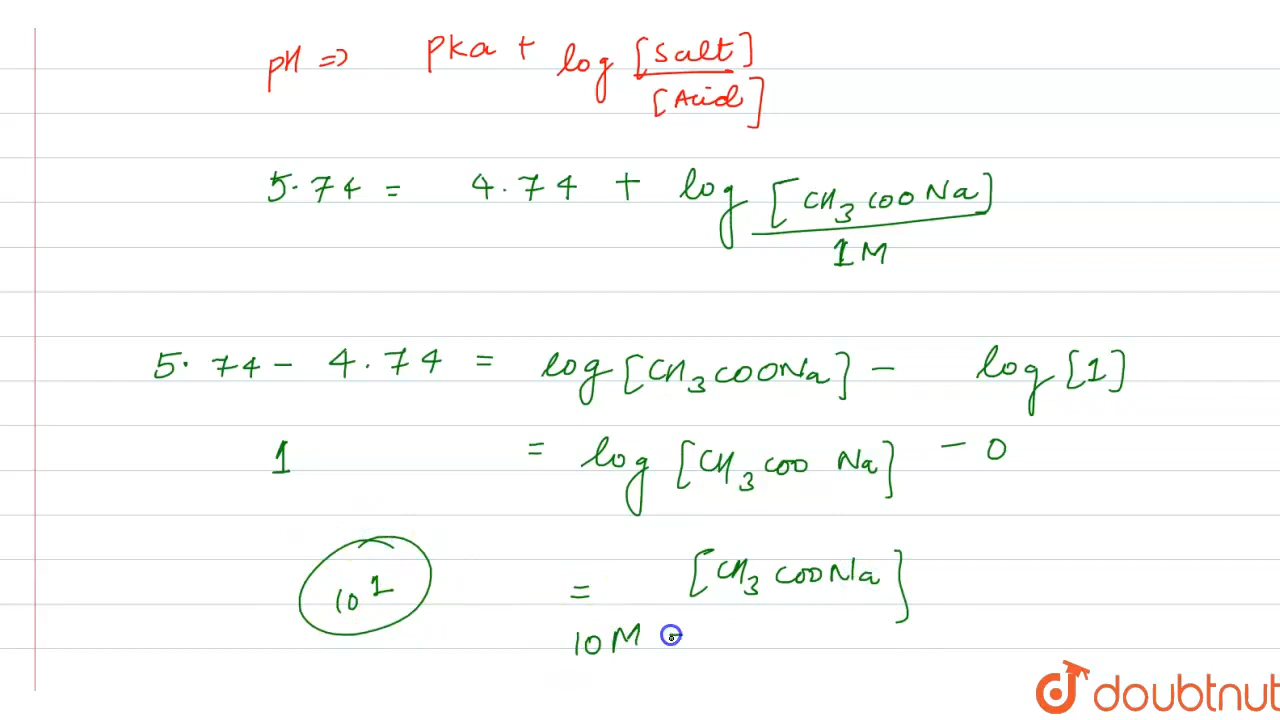 pH => pKa + log [Salt]/[Acid]
5.74 = 4.74 + log [CH3COONa]/1M
5.74 - 4.74 = log [CH3COONa] - log [1]
1 = log [CH3COONa] - 0
10^1 = [CH3COONa]
10M
doubtnut